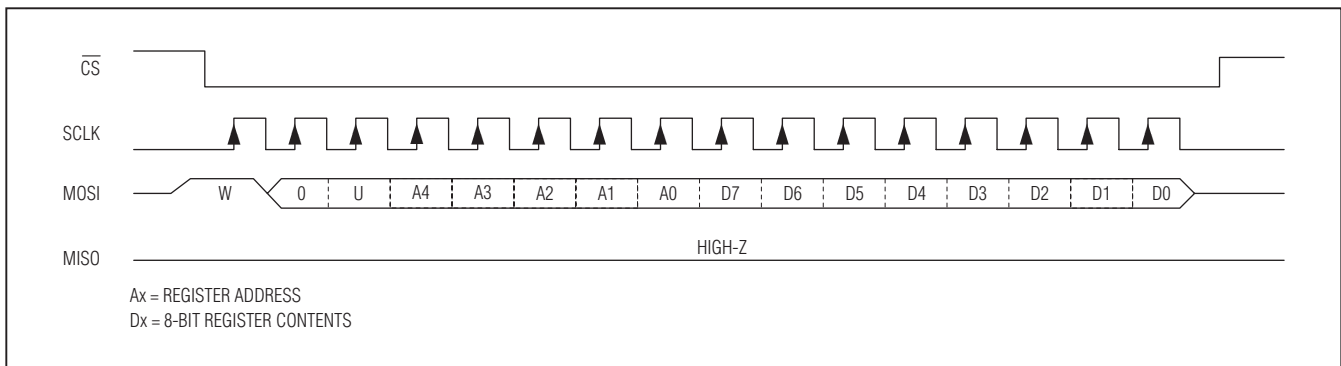 CS
SCLK
MOSI W 0 U A4 A3 A2 A1 A0 D7 D6 D5 D4 D3 D2 D1 D0
MISO HIGH-Z
Ax = REGISTER ADDRESS
Dx = 8-BIT REGISTER CONTENTS